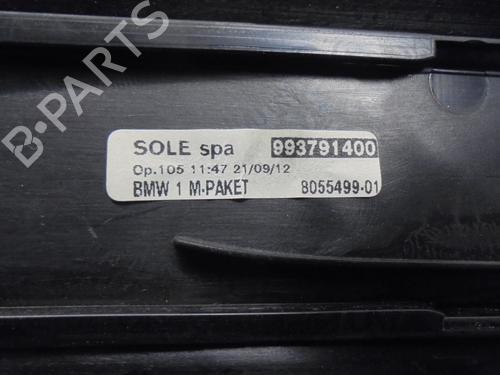 B-PARTS
SOLE spa 993791400
Op.105 11:47 21/09/12
BMW 1 M-PAKET 8055499-01